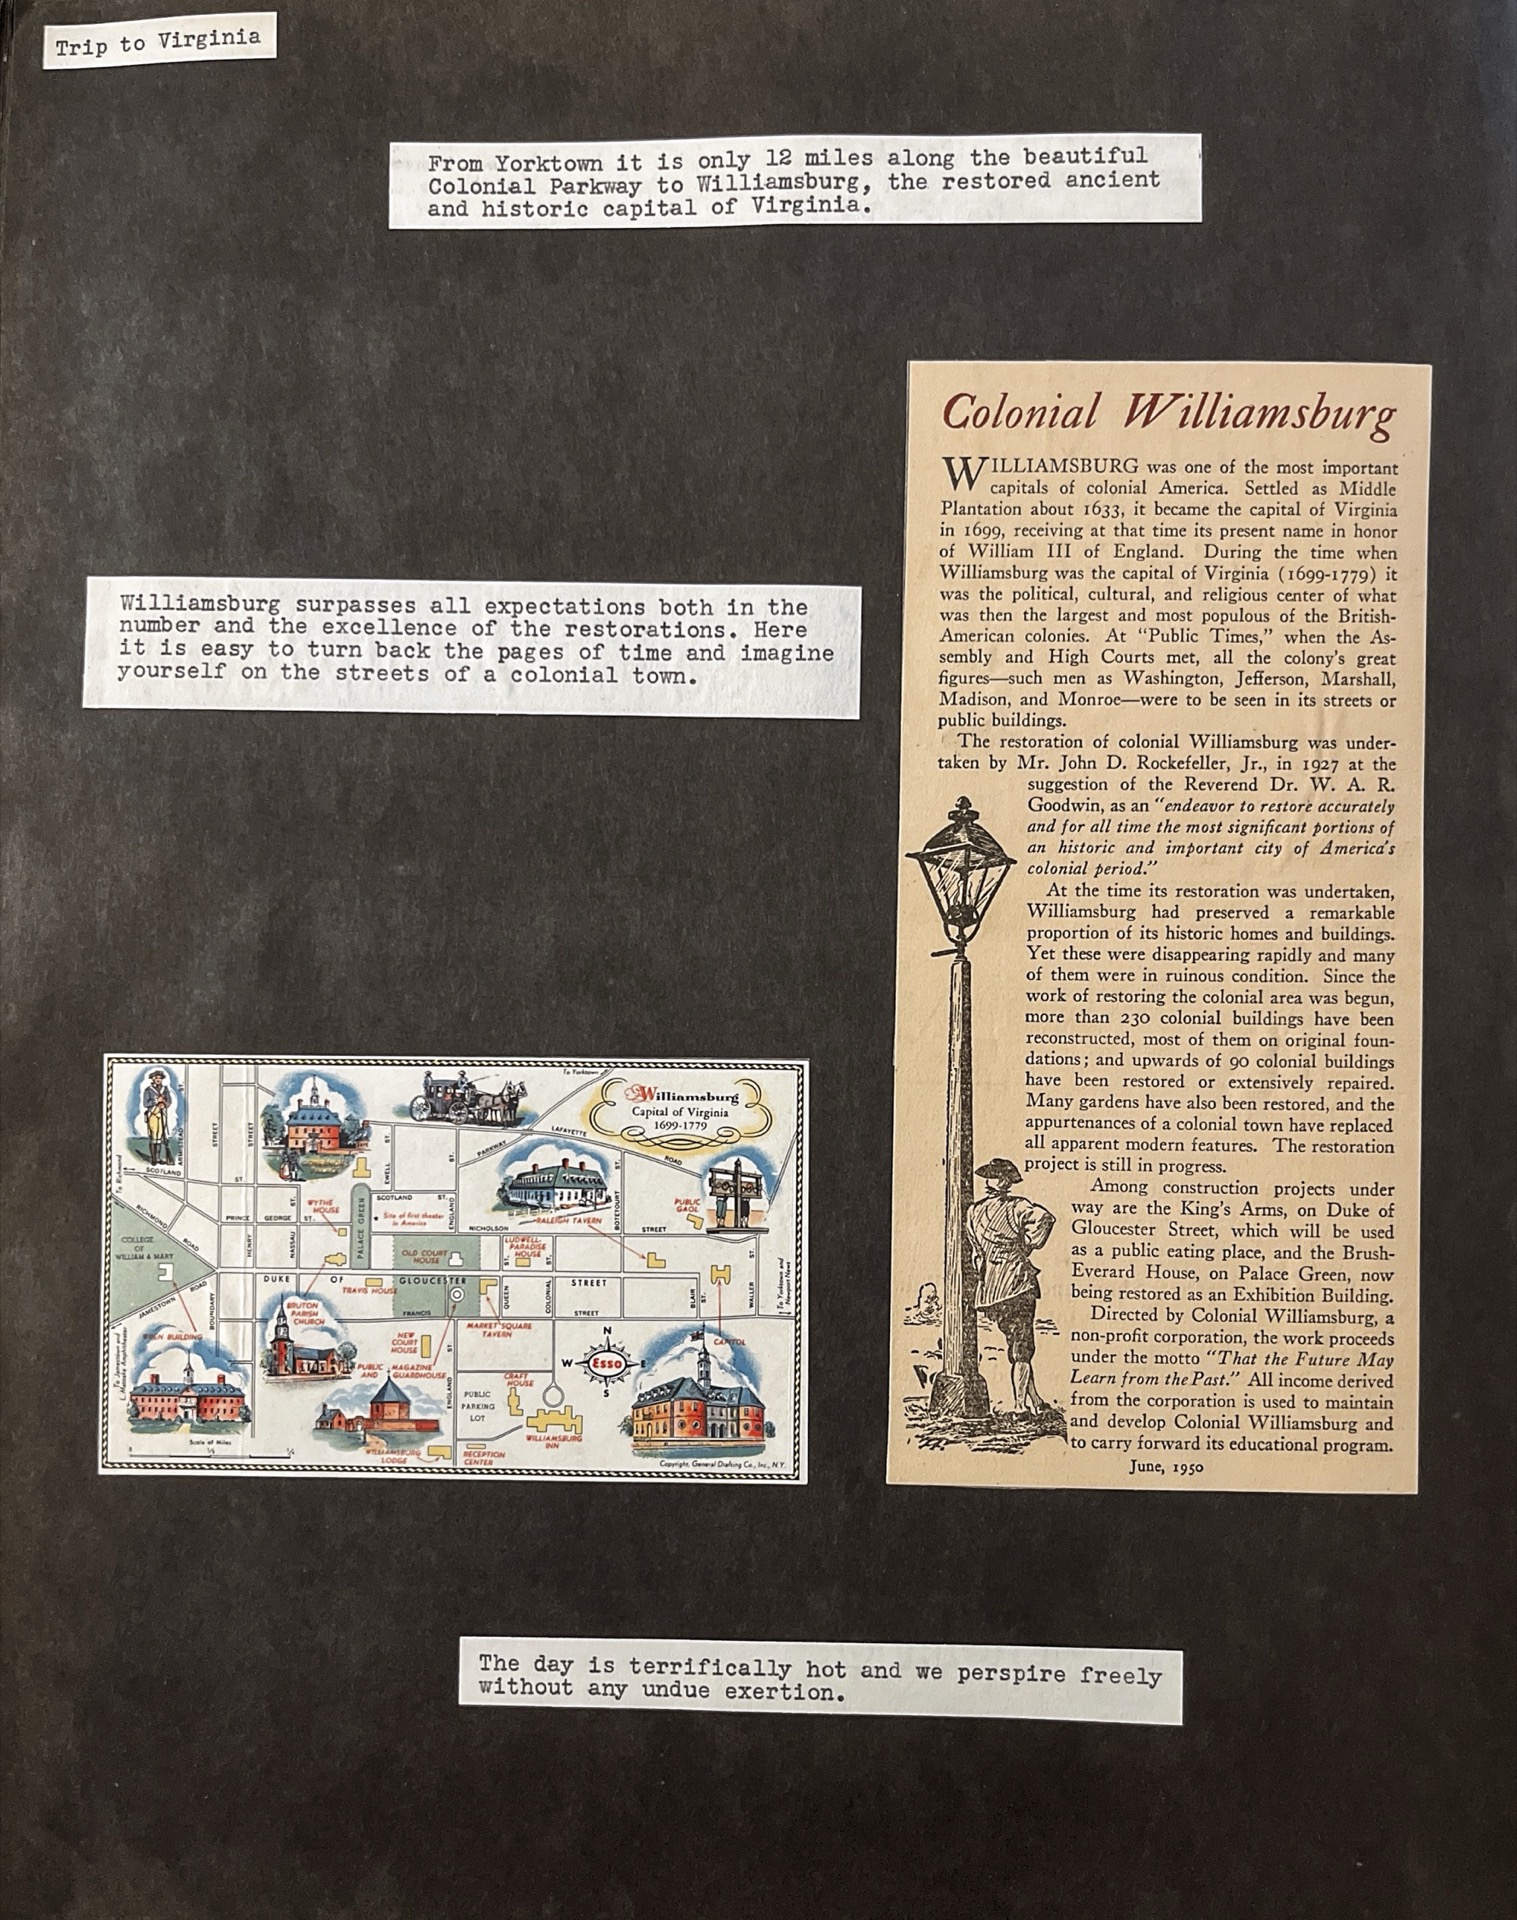 Trip to Virginia
From Yorktown it is only 12 miles along the beautiful
Colonial Parkway to Williamsburg, the restored ancient
and historic capital of Virginia.
Williamsburg surpasses all expectations both in the
number and the excellence of the restorations. Here
it is easy to turn back the pages of time and imagine
yourself on the streets of a colonial town.
Colonial Williamsburg
WILLIAMSBURG was one of the most important
capitals of colonial America. Settled as Middle
Plantation about 1633, it became the capital of Virginia
in 1699, receiving at that time its present name in honor
of William III of England. During the time when
Williamsburg was the capital of Virginia (1699-1779) it
was the political, cultural, and religious center of what
was then the largest and most populous of the British-
American colonies. At "Public Times," when the As-
sembly and High Courts met, all the colony's great
figures—such men as Washington, Jefferson, Marshall,
Madison, and Monroe—were to be seen in its streets or
public buildings.
The restoration of colonial Williamsburg was under-
taken by Mr. John D. Rockefeller, Jr., in 1927 at the
suggestion of the Reverend Dr. W. A. R.
Goodwin, as an "endeavor to restore accurately
and for all time the most significant portions of
an historic and important city of America's
colonial period."
At the time its restoration was undertaken,
Williamsburg had preserved a remarkable
proportion of its historic homes and buildings.
Yet these were disappearing rapidly and many
of them were in ruinous condition. Since the
work of restoring the colonial area was begun,
more than 230 colonial buildings have been
reconstructed, most of them on original foun-
dations; and upwards of 90 colonial buildings
have been restored or extensively repaired.
Many gardens have also been restored, and the
appurtenances of a colonial town have replaced
all apparent modern features. The restoration
project is still in progress.
Among construction projects under
way are the King's Arms, on Duke of
Gloucester Street, which will be used
as a public eating place, and the Brush-
Everard House, on Palace Green, now
being restored as an Exhibition Building.
Directed by Colonial Williamsburg, a
non-profit corporation, the work proceeds
under the motto "That the Future May
Learn from the Past." All income derived
from the corporation is used to maintain
and develop Colonial Williamsburg and
to carry forward its educational program.
June, 1950
To Yorktown
Williamsburg
Capital of Virginia
1699-1779
LAFAYETTE
ROAD
PARKWAY
ARMISTEAD
ST.
STREET
STREET
SCOTLAND
ST.
To Richmond
RICHMOND
ROAD
EWELL
ST.
ST.
SCOTLAND ST.
ENGLAND
WYTHE
HOUSE
PALACE GREEN
Site of first theater
in America
RALEIGH TAVERN
BOTETOURT
ST.
PUBLIC
GAOL
PRINCE GEORGE ST.
NICHOLSON
STREET
COLLEGE
OF
WILLIAM & MARY
HENRY
NASSAU
ST.
OLD COURT
HOUSE
LUDWELL-
PARADISE
HOUSE
ST.
ST.
ST.
DUKE OF GLOUCESTER STREET
TRAVIS HOUSE
JAMESTOWN ROAD
BOUNDARY
FRANCIS
STREET
QUEEN
COLONIAL
BLAIR
ST.
WALLER
To Yorktown and
Newport News
BRUTON
PARISH
CHURCH
MARKET SQUARE
TAVERN
WREN BUILDING
NEW
COURT
HOUSE
CAPITOL
PUBLIC MAGAZINE
AND GUARDHOUSE
N
W
Esso
E
S
CRAFT
HOUSE
ENGLAND
ST.
PUBLIC
PARKING
LOT
WILLIAMSBURG
INN
WILLIAMSBURG
LODGE
RECEPTION
CENTER
Scale of Miles
Copyright, General Drafting Co., Inc., N.Y.
The day is terrifically hot and we perspire freely
without any undue exertion.